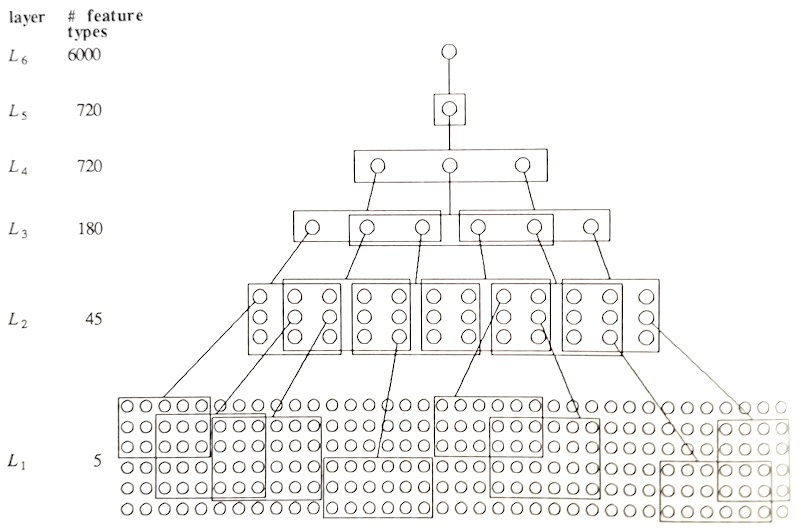 layer # feature
types
L6 6000
L5 720
L4 720
L3 180
L2 45
L1 5